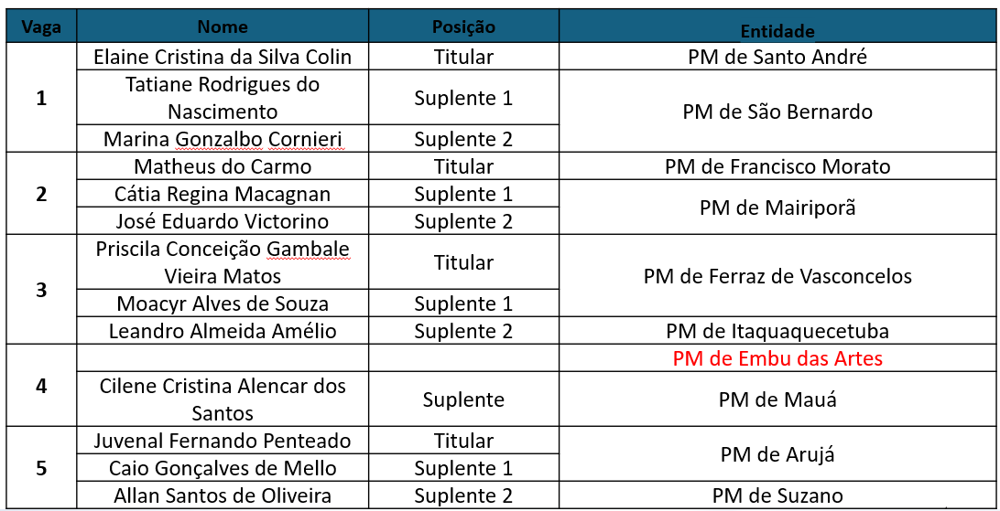 Vaga Nome Posição Entidade
Elaine Cristina da Silva Colin Titular PM de Santo André
1 Tatiane Rodrigues do
Nascimento Suplente 1 PM de São Bernardo
Marina Gonzalbo Cornieri Suplente 2
Matheus do Carmo Titular PM de Francisco Morato
2 Cátia Regina Macagnan Suplente 1 PM de Mairiporã
José Eduardo Victorino Suplente 2
Priscila Conceição Gambale
Vieira Matos Titular PM de Ferraz de Vasconcelos
3 Moacyr Alves de Souza Suplente 1
Leandro Almeida Amélio Suplente 2 PM de Itaquaquecetuba
PM de Embu das Artes
4 Cilene Cristina Alencar dos
Santos Suplente PM de Mauá
Juvenal Fernando Penteado Titular PM de Arujá
5 Caio Gonçalves de Mello Suplente 1
Allan Santos de Oliveira Suplente 2 PM de Suzano